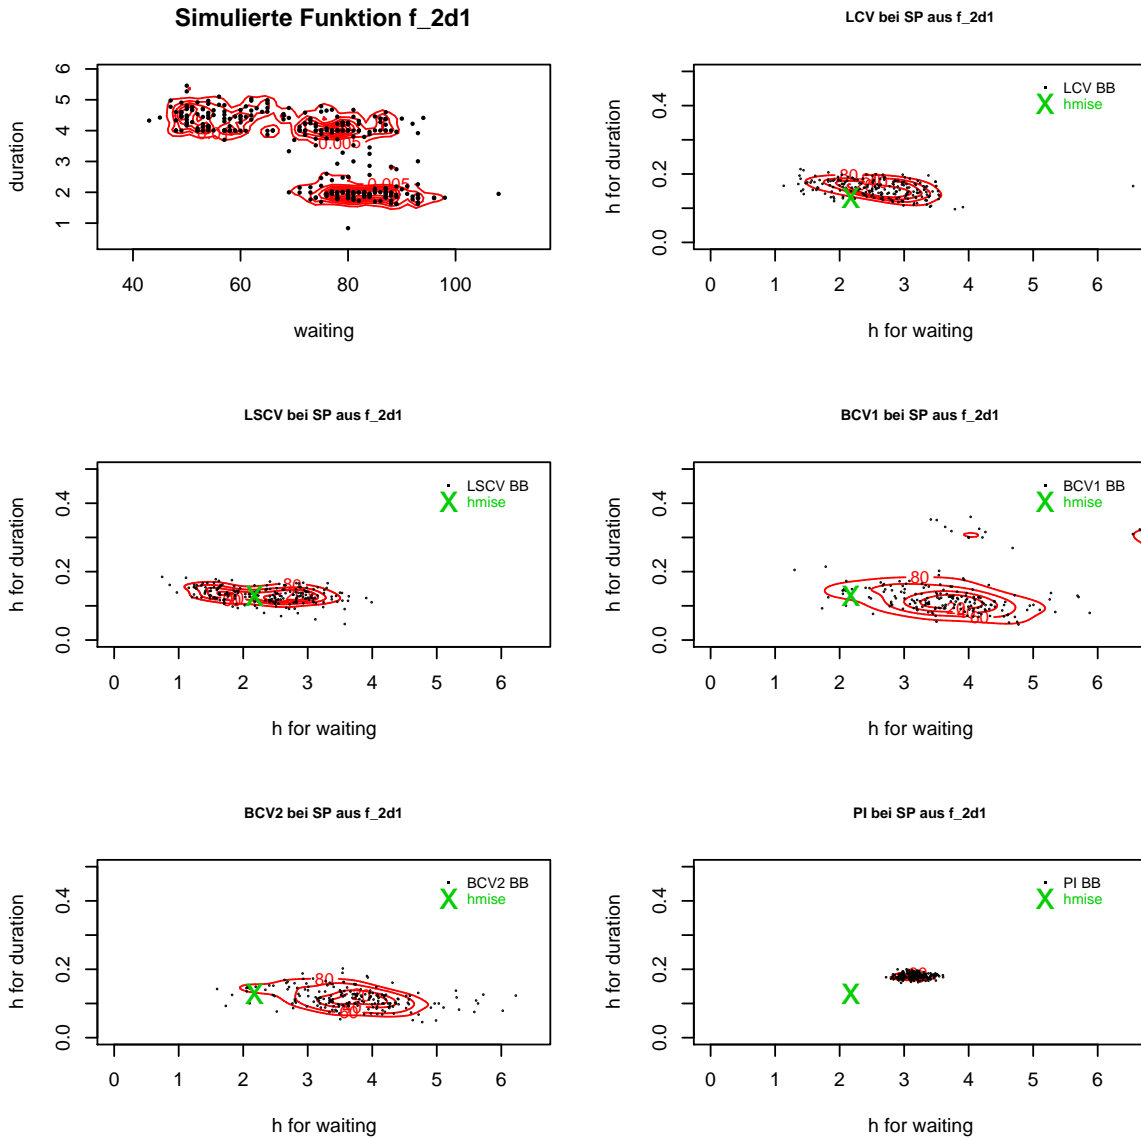 Simulierte Funktion f_2d1
duration
1 2 3 4 5 6
0.005
0.005
40 60 80 100
waiting
LCV bei SP aus f_2d1
h for duration
0.0 0.2 0.4
LCV BB
hmise
80
0 1 2 3 4 5 6
h for waiting
LSCV bei SP aus f_2d1
h for duration
0.0 0.2 0.4
LSCV BB
hmise
80
0 1 2 3 4 5 6
h for waiting
BCV1 bei SP aus f_2d1
h for duration
0.0 0.2 0.4
BCV1 BB
hmise
80
60
0 1 2 3 4 5 6
h for waiting
BCV2 bei SP aus f_2d1
h for duration
0.0 0.2 0.4
BCV2 BB
hmise
80
60
0 1 2 3 4 5 6
h for waiting
PI bei SP aus f_2d1
h for duration
0.0 0.2 0.4
PI BB
hmise
0 1 2 3 4 5 6
h for waiting